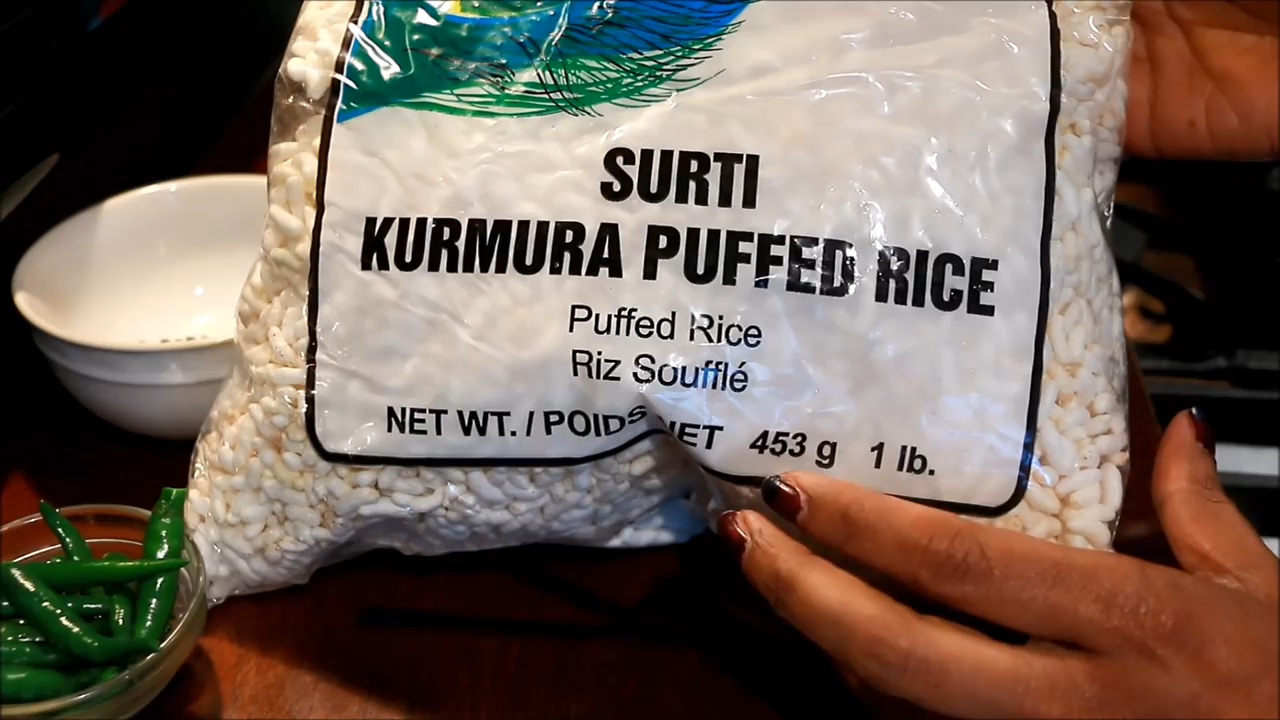 SURTI
KURMURA PUFFED RICE
Puffed Rice
Riz Soufflé
NET WT. / POIDS NET 453 g 1 lb.